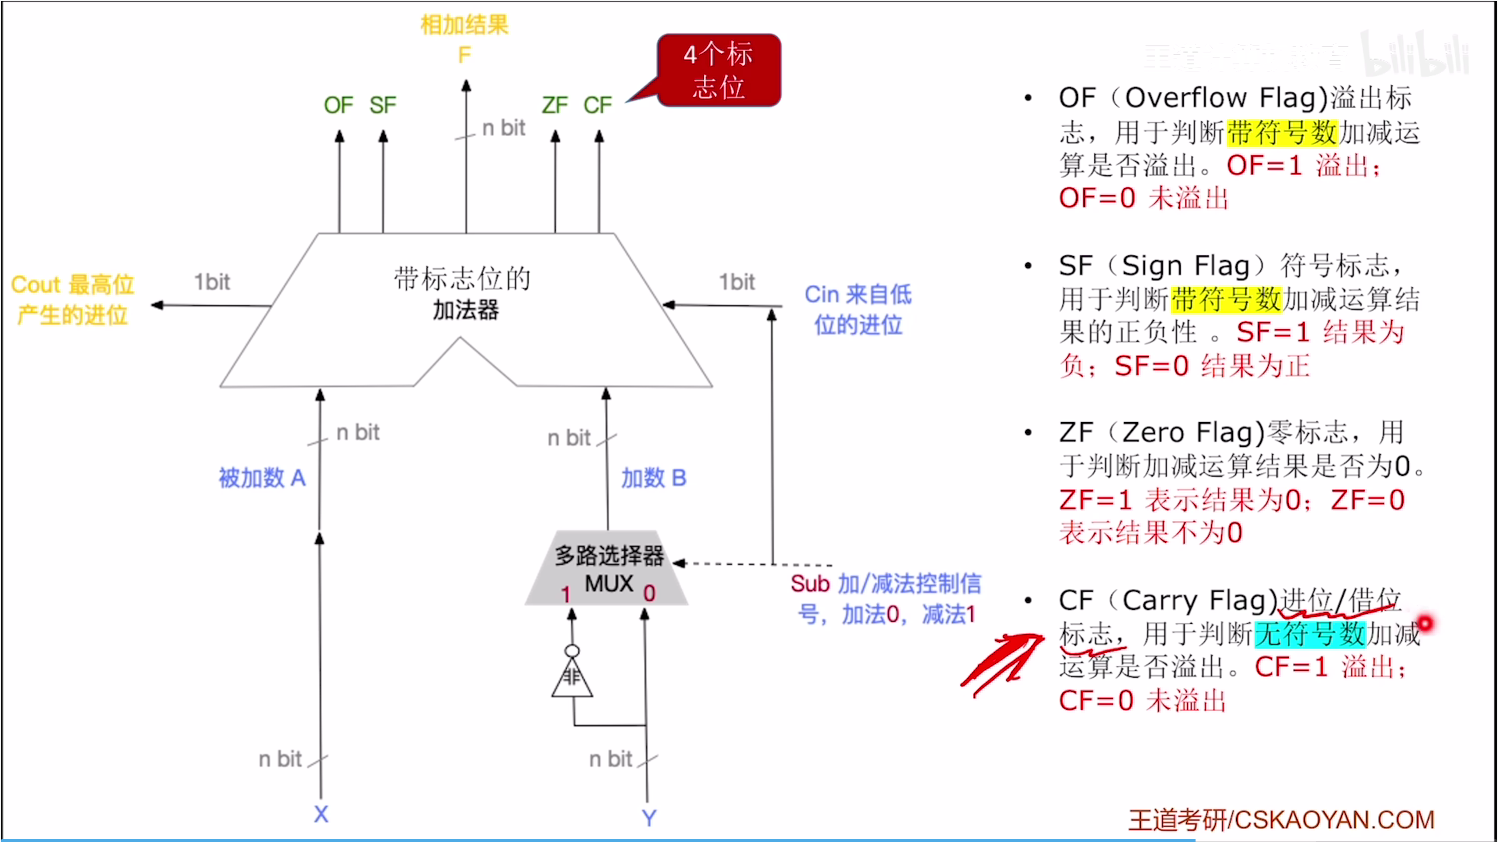 相加结果
F
4个标
志位
OF SF
ZF CF
n bit
Cout 最高位
产生的进位
1bit
带标志位的
加法器
1bit
Cin 来自低
位的进位
n bit
n bit
被加数 A
加数 B
多路选择器
MUX
1
0
Sub 加/减法控制信
号，加法0，减法1
非
n bit
n bit
X
Y
bilibili
• OF（Overflow Flag)溢出标
志，用于判断带符号数加减运
算是否溢出。OF=1 溢出；
OF=0 未溢出
• SF（Sign Flag）符号标志，
用于判断带符号数加减运算结
果的正负性 。SF=1 结果为
负；SF=0 结果为正
• ZF（Zero Flag)零标志，用
于判断加减运算结果是否为0。
ZF=1 表示结果为0；ZF=0
表示结果不为0
• CF（Carry Flag)进位/借位
标志，用于判断无符号数加减
运算是否溢出。CF=1 溢出；
CF=0 未溢出
王道考研/CSKAOYAN.COM